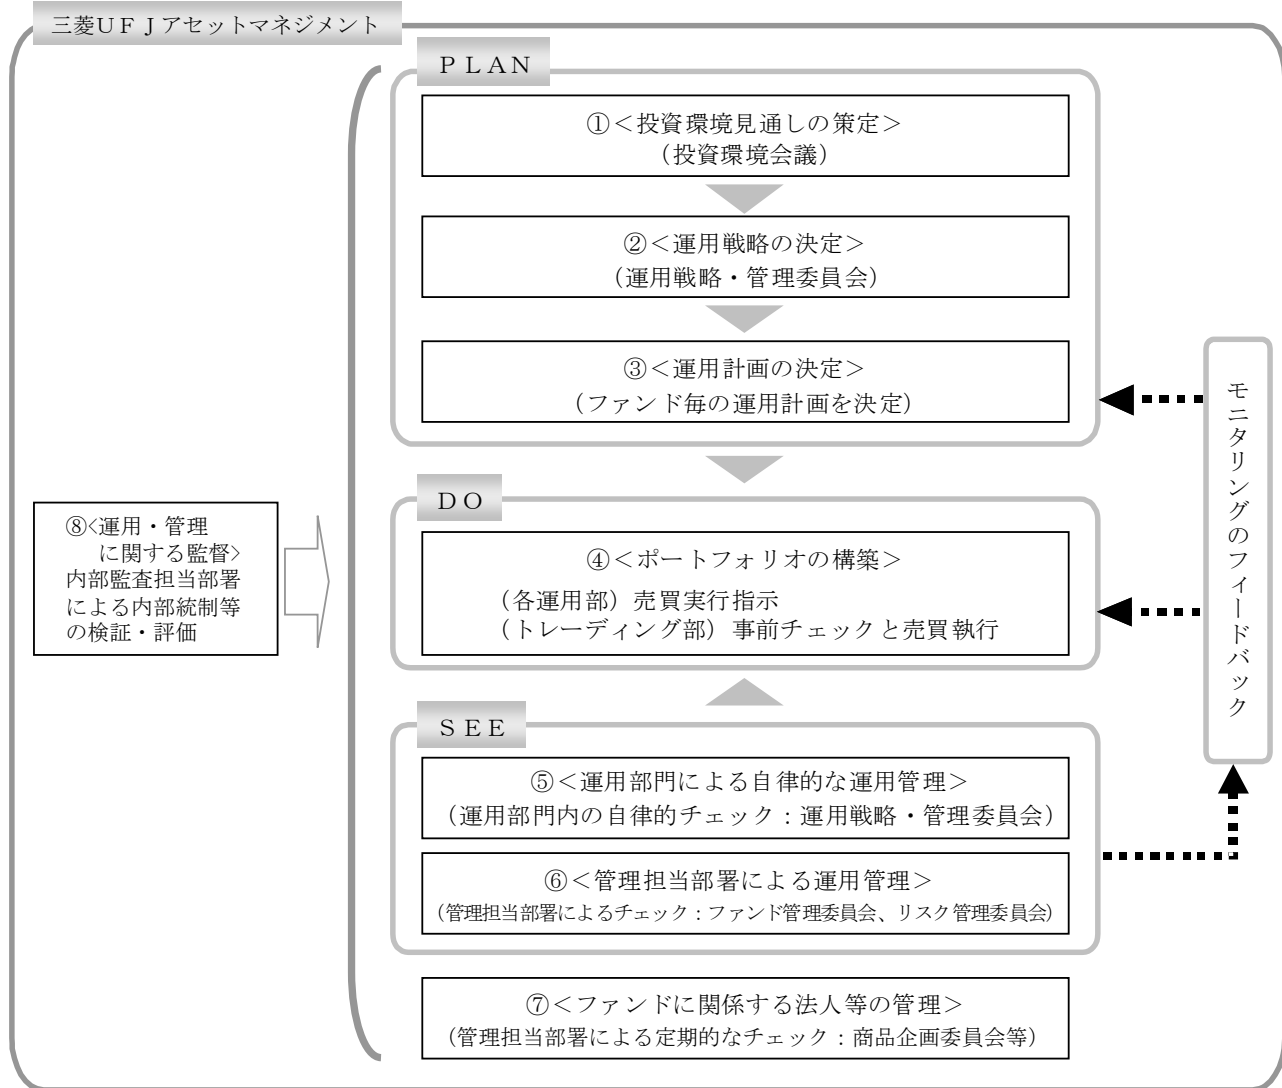 三菱ＵＦＪアセットマネジメント
ＰＬＡＮ
①＜投資環境見通しの策定＞
（投資環境会議）
②＜運用戦略の決定＞
（運用戦略・管理委員会）
③＜運用計画の決定＞
（ファンド毎の運用計画を決定）
ＤＯ
④＜ポートフォリオの構築＞
（各運用部）売買実行指示
（トレーディング部）事前チェックと売買執行
ＳＥＥ
⑤＜運用部門による自律的な運用管理＞
（運用部門内の自律的チェック：運用戦略・管理委員会）
⑥＜管理担当部署による運用管理＞
（管理担当部署によるチェック：ファンド管理委員会、リスク管理委員会）
⑦＜ファンドに関係する法人等の管理＞
（管理担当部署による定期的なチェック：商品企画委員会等）
⑧<運用・管理
に関する監督>
内部監査担当部署
による内部統制等
の検証・評価
モニタリングのフィードバック